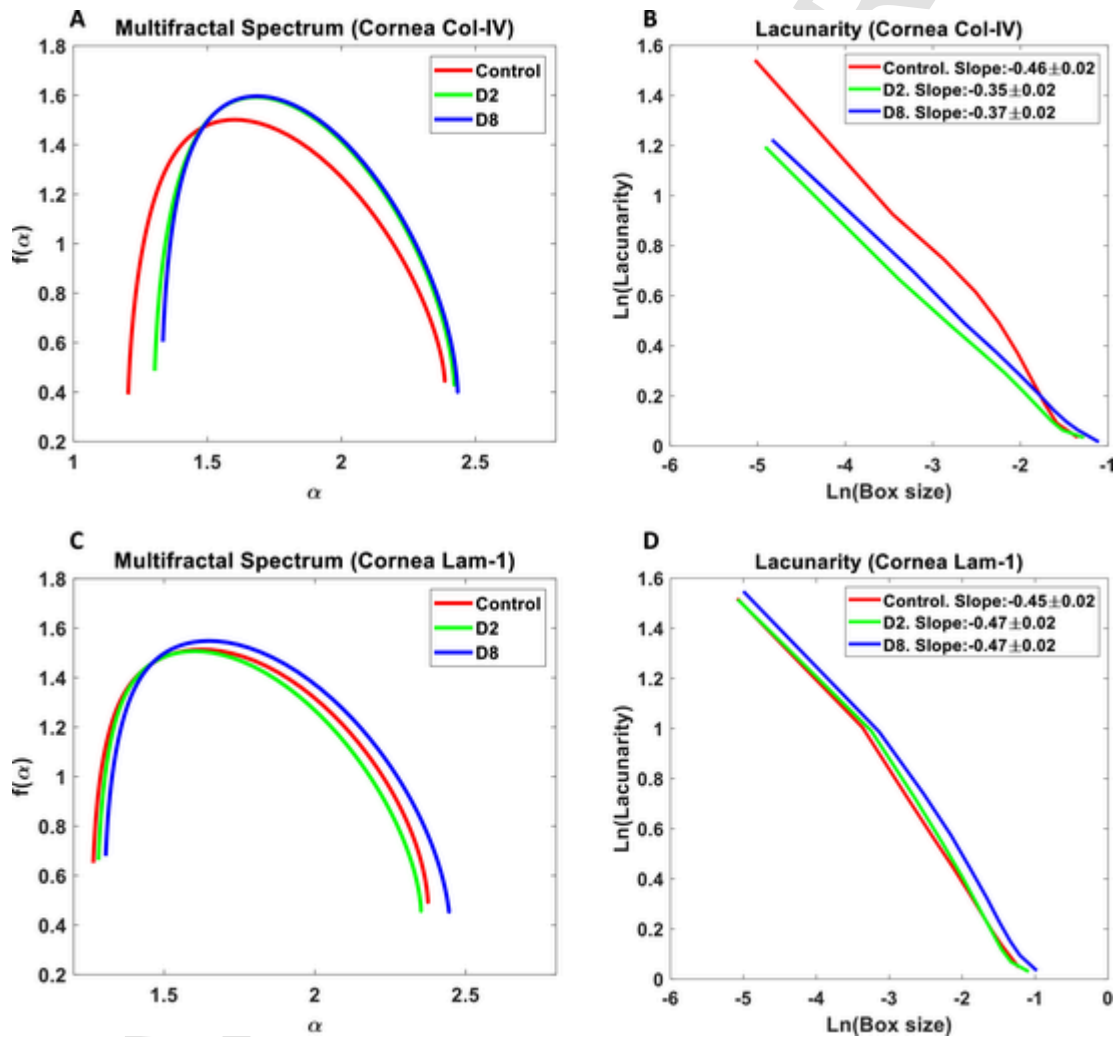 A
Multifractal Spectrum (Cornea Col-IV)
1.8
1.6
1.4
1.2
1
0.8
0.6
0.4
0.2
f(α)
Control
D2
D8
1
1.5
2
2.5
α
B
Lacunarity (Cornea Col-IV)
1.6
1.4
1.2
1
0.8
0.6
0.4
0.2
0
Ln(Lacunarity)
Control. Slope:-0.46±0.02
D2. Slope:-0.35±0.02
D8. Slope:-0.37±0.02
-6
-5
-4
-3
-2
-1
Ln(Box size)
C
Multifractal Spectrum (Cornea Lam-1)
1.8
1.6
1.4
1.2
1
0.8
0.6
0.4
0.2
f(α)
Control
D2
D8
1.5
2
2.5
α
D
Lacunarity (Cornea Lam-1)
1.6
1.4
1.2
1
0.8
0.6
0.4
0.2
0
Ln(Lacunarity)
Control. Slope:-0.45±0.02
D2. Slope:-0.47±0.02
D8. Slope:-0.47±0.02
-6
-5
-4
-3
-2
-1
0
Ln(Box size)